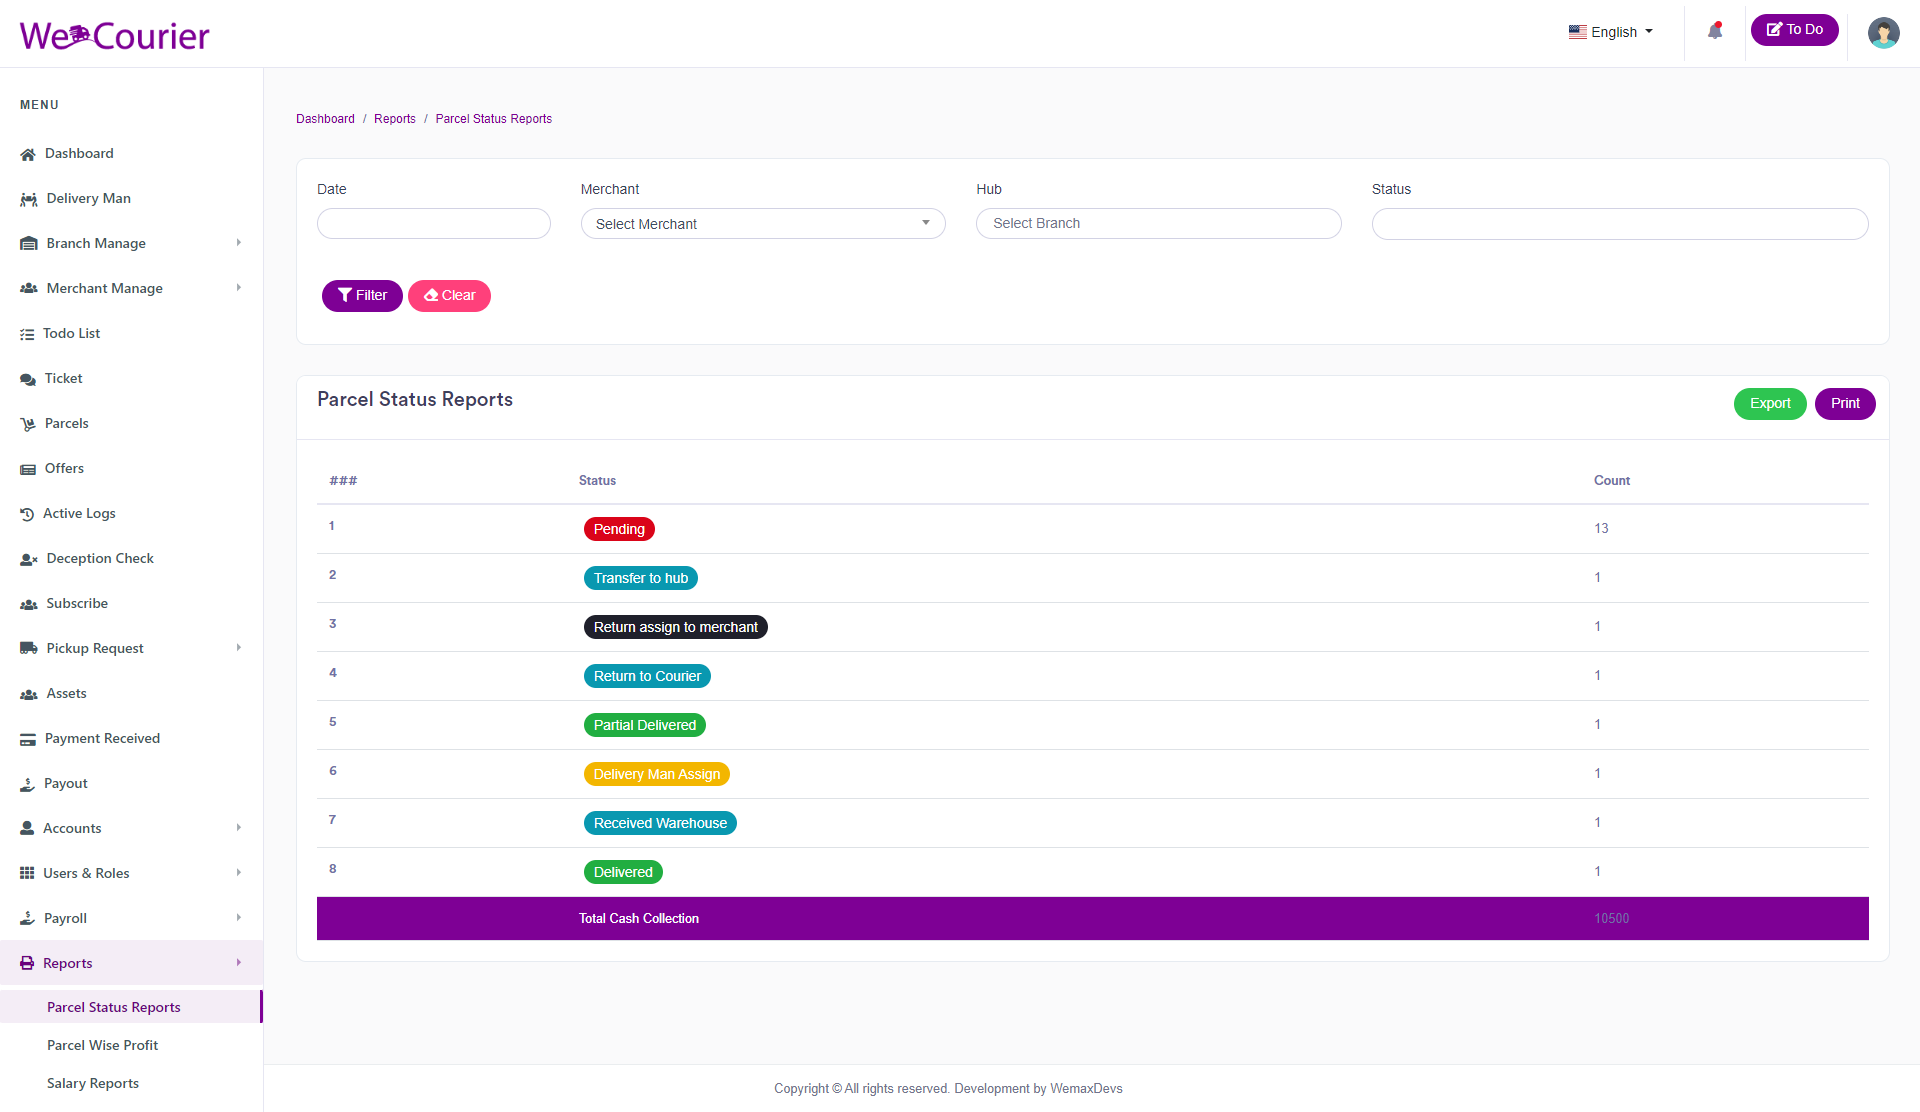 We Courier
English
To Do
MENU
Dashboard
Delivery Man
Branch Manage
Merchant Manage
Todo List
Ticket
Parcels
Offers
Active Logs
Deception Check
Subscribe
Pickup Request
Assets
Payment Received
Payout
Accounts
Users & Roles
Payroll
Reports
Parcel Status Reports
Parcel Wise Profit
Salary Reports
Dashboard / Reports / Parcel Status Reports
Date Merchant Hub Status
Select Merchant Select Branch
Filter Clear
Parcel Status Reports
Export Print
### Status Count
1 Pending 13
2 Transfer to hub 1
3 Return assign to merchant 1
4 Return to Courier 1
5 Partial Delivered 1
6 Delivery Man Assign 1
7 Received Warehouse 1
8 Delivered 1
Total Cash Collection 10500
Copyright © All rights reserved. Development by WemaxDevs